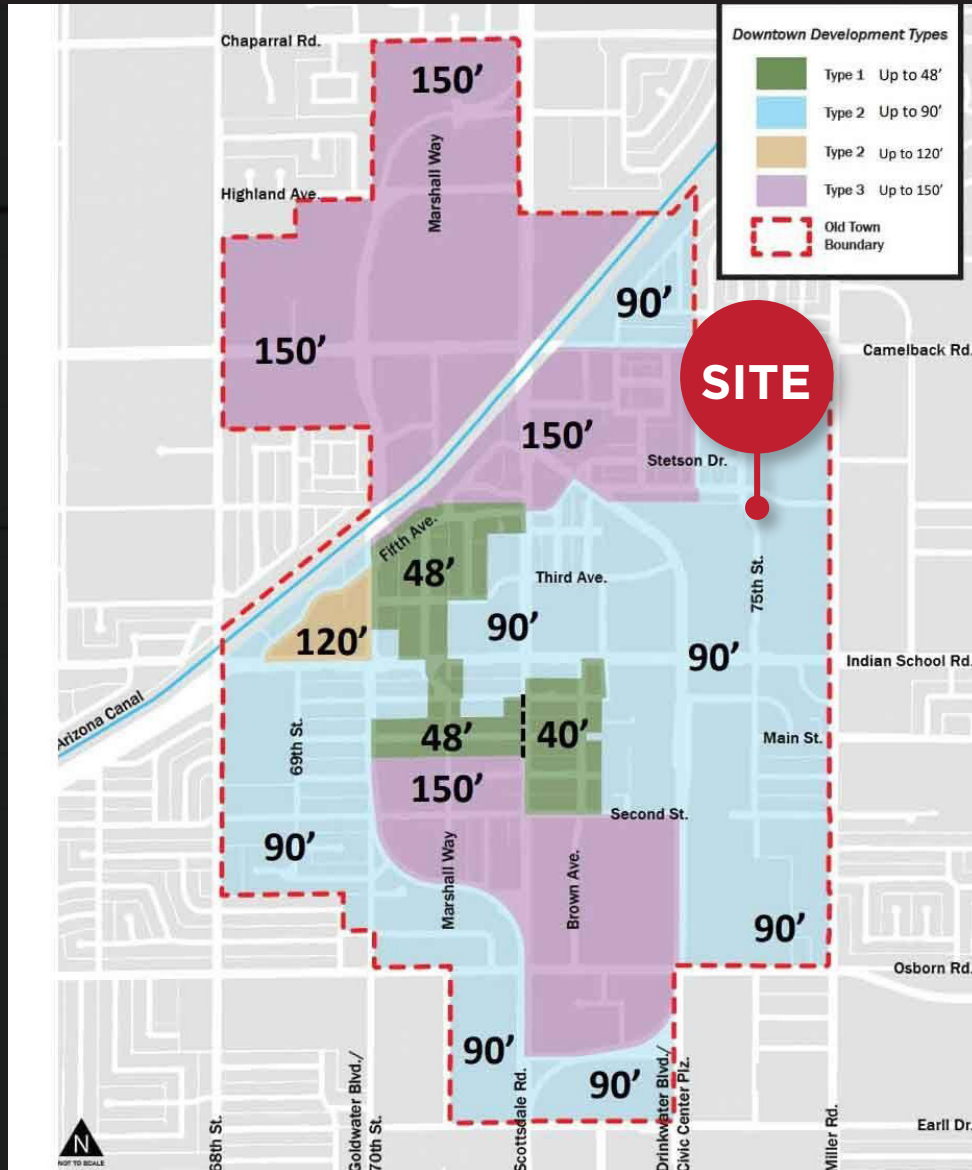 Downtown Development Types
Type 1 Up to 48’
Type 2 Up to 90’
Type 2 Up to 120’
Type 3 Up to 150’
Old Town
Boundary
Chaparral Rd.
150’
Marshall Way
Highland Ave.
90’
150’
Camelback Rd.
SITE
150’
Stetson Dr.
Fifth Ave.
48’
Third Ave.
75th St.
90’
120’
90’
Indian School Rd.
Arizona Canal
69th St.
48’
40’
Main St.
150’
Second St.
90’
Marshall Way
Brown Ave.
90’
Osborn Rd.
90’
90’
68th St.
Goldwater Blvd./
70th St.
Scottsdale Rd.
Drinkwater Blvd./
Civic Center Plz.
Miller Rd.
Earll Dr.
N
NOT TO SCALE